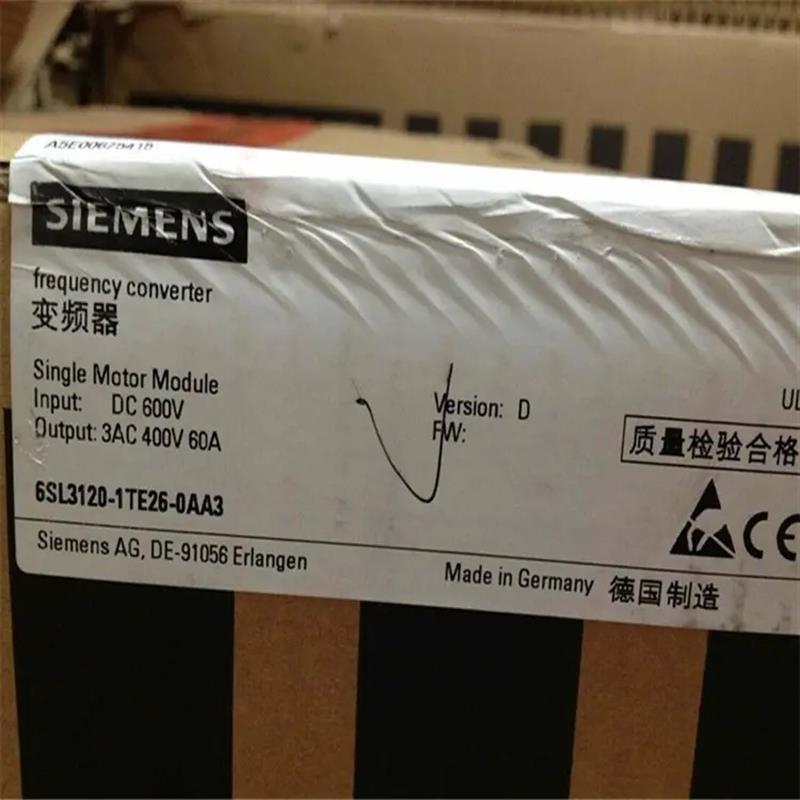 A5E00675415
SIEMENS
frequency converter
变频器
Single Motor Module
Input: DC 600V
Output: 3AC 400V 60A
6SL3120-1TE26-0AA3
Version: D
FW:
UL
质量检验合格
CE
Siemens AG, DE-91056 Erlangen
Made in Germany 德国制造